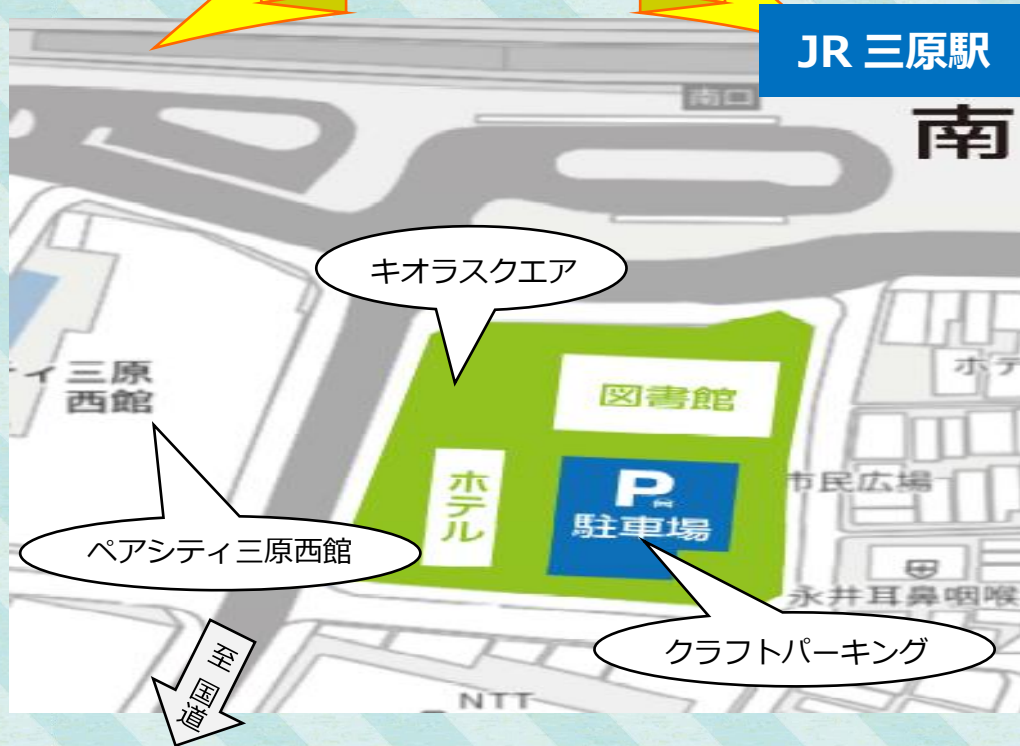 JR 三原駅
南口
南
キオラスクエア
ィ三原
西館
図書館
ホテ
ホテル
P
駐車場
市民広場
ペアシティ三原西館
永井耳鼻咽喉
クラフトパーキング
至 国道
NTT